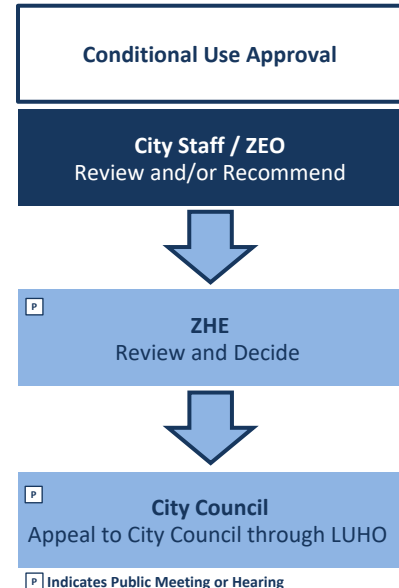 Conditional Use Approval
City Staff / ZEO
Review and/or Recommend
P
ZHE
Review and Decide
P
City Council
Appeal to City Council through LUHO
P Indicates Public Meeting or Hearing